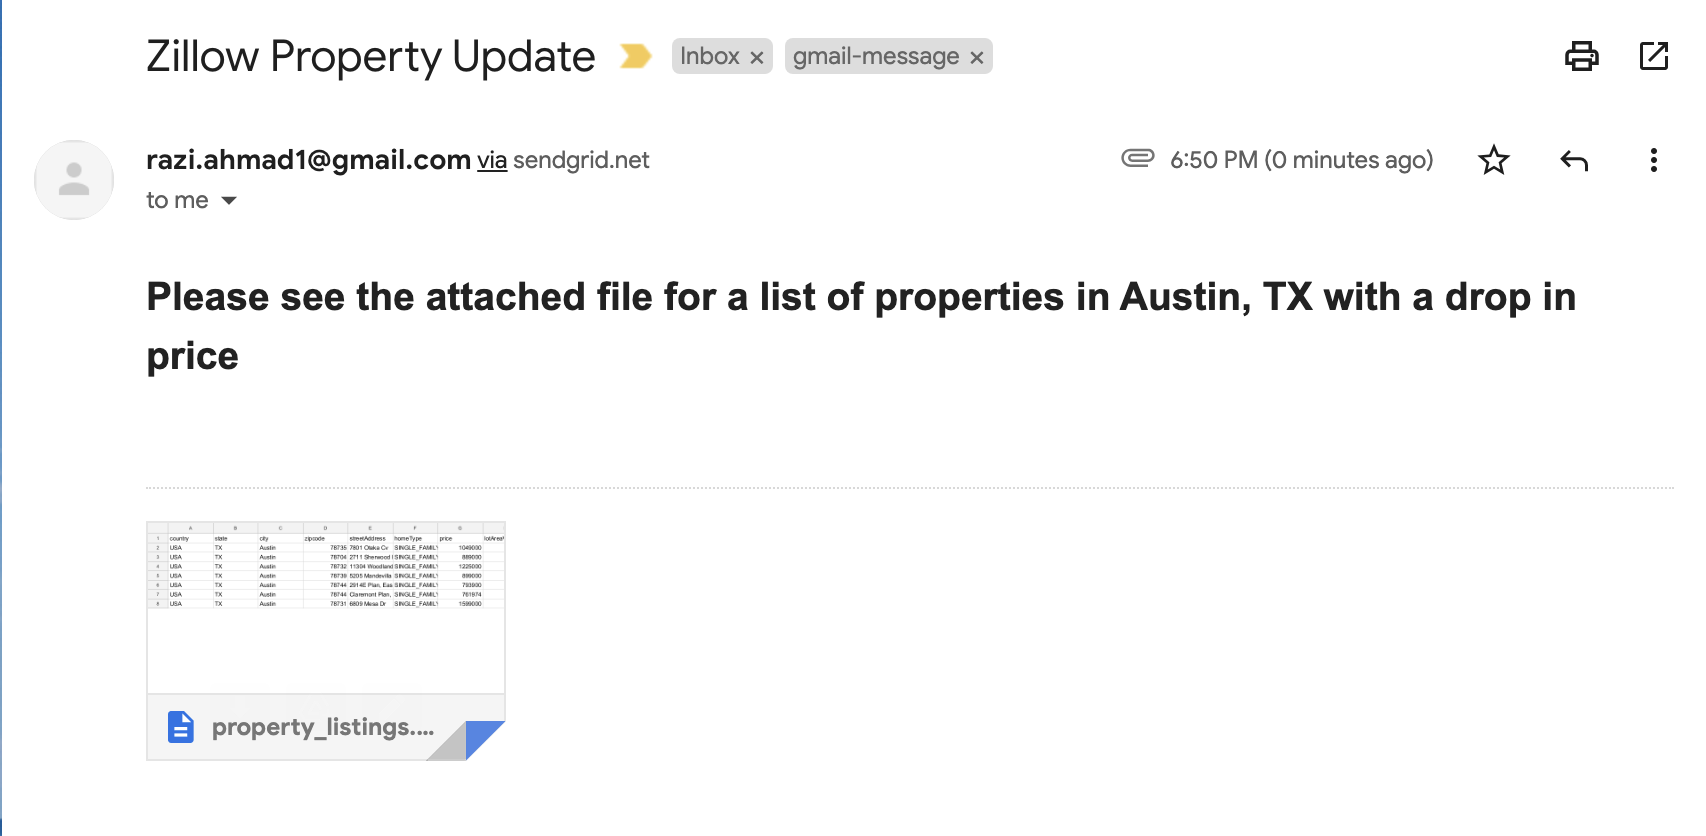 Zillow Property Update Inbox × gmail-message ×
razi.ahmad1@gmail.com via sendgrid.net 6:50 PM (0 minutes ago)
to me
Please see the attached file for a list of properties in Austin, TX with a drop in
price
A B C D E F G
1 country state city zipcode streetAddress homeType price lotAreaV
2 USA TX Austin 78735 7801 Otaka Cv SINGLE_FAMILY 1049000
3 USA TX Austin 78704 2711 Sherwood SINGLE_FAMILY 889000
4 USA TX Austin 78732 11304 Woodland SINGLE_FAMILY 1225000
5 USA TX Austin 78739 5205 Mandevilla SINGLE_FAMILY 899000
6 USA TX Austin 78744 2914E Plan, Eas SINGLE_FAMILY
7 USA TX Austin 78744 Claremont Plan, SINGLE_FAMILY 761974
8 USA TX Austin 78731 6809 Mesa Dr SINGLE_FAMILY 1599000
property_listings....